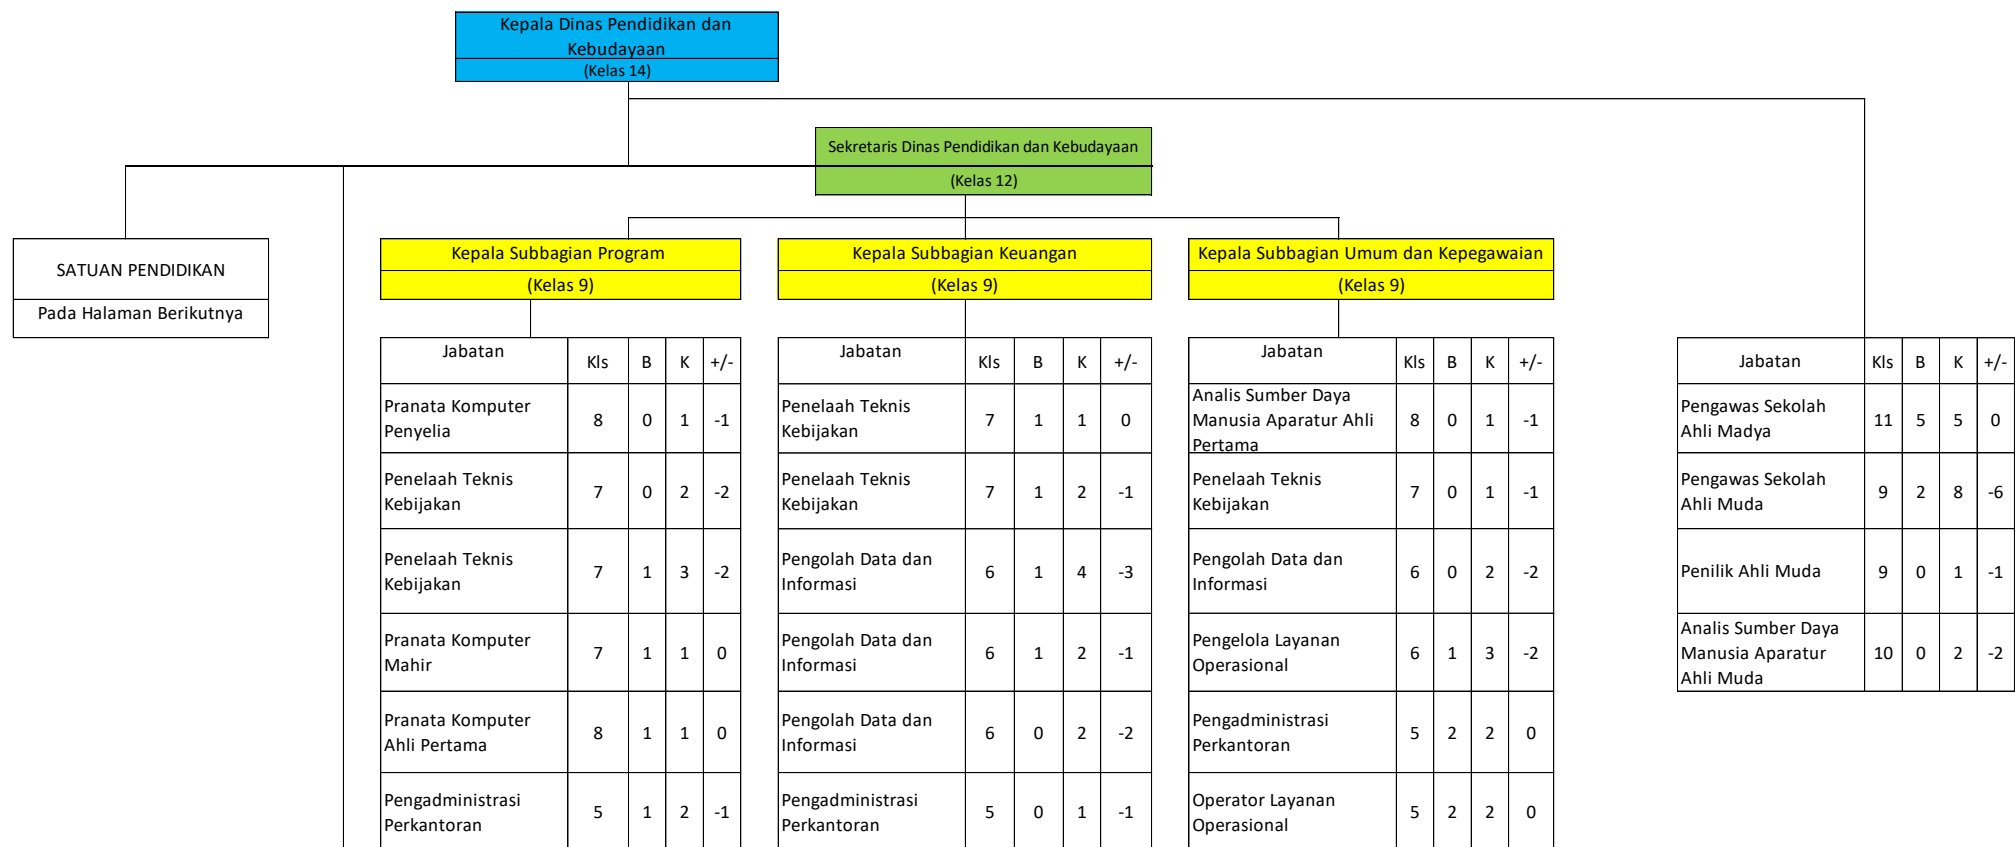 Kepala Dinas Pendidikan dan
Kebudayaan
(Kelas 14)
Sekretaris Dinas Pendidikan dan Kebudayaan
(Kelas 12)
SATUAN PENDIDIKAN
Pada Halaman Berikutnya
Kepala Subbagian Program
(Kelas 9)
Jabatan Kls B K +/-
Pranata Komputer
Penyelia 8 0 1 -1
Penelaah Teknis
Kebijakan 7 0 2 -2
Penelaah Teknis
Kebijakan 7 1 3 -2
Pranata Komputer
Mahir 7 1 1 0
Pranata Komputer
Ahli Pertama 8 1 1 0
Pengadministrasi
Perkantoran 5 1 2 -1
Kepala Subbagian Keuangan
(Kelas 9)
Jabatan Kls B K +/-
Penelaah Teknis
Kebijakan 7 1 1 0
Penelaah Teknis
Kebijakan 7 1 2 -1
Pengolah Data dan
Informasi 6 1 4 -3
Pengolah Data dan
Informasi 6 1 2 -1
Pengolah Data dan
Informasi 6 0 2 -2
Pengadministrasi
Perkantoran 5 0 1 -1
Kepala Subbagian Umum dan Kepegawaian
(Kelas 9)
Jabatan Kls B K +/-
Analis Sumber Daya
Manusia Aparatur Ahli 8 0 1 -1
Pertama
Penelaah Teknis
Kebijakan 7 0 1 -1
Pengolah Data dan
Informasi 6 0 2 -2
Pengelola Layanan
Operasional 6 1 3 -2
Pengadministrasi
Perkantoran 5 2 2 0
Operator Layanan
Operasional 5 2 2 0
Jabatan Kls B K +/-
Pengawas Sekolah
Ahli Madya 11 5 5 0
Pengawas Sekolah
Ahli Muda 9 2 8 -6
Penilik Ahli Muda 9 0 1 -1
Analis Sumber Daya
Manusia Aparatur 10 0 2 -2
Ahli Muda